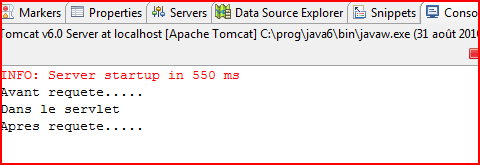 Markers Properties Servers Data Source Explorer Snippets Conso
Tomcat v6.0 Server at localhost [Apache Tomcat] C:\prog\java6\bin\javaw.exe (31 août 201
INFO: Server startup in 550 ms
Avant requete.....
Dans le servlet
Apres requete.....